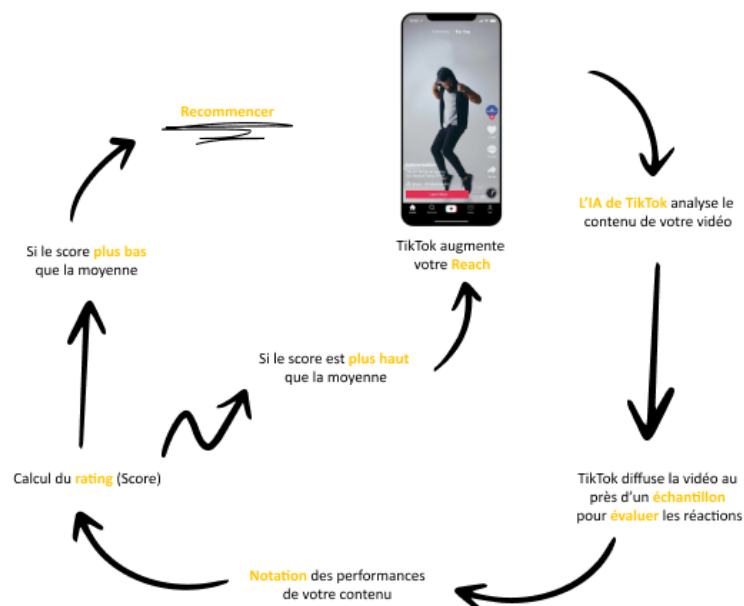 Recommencer
L'IA de TikTok analyse le
contenu de votre vidéo
TikTok augmente
votre Reach
Si le score plus bas
que la moyenne
Si le score est plus haut
que la moyenne
Calcul du rating (Score)
TikTok diffuse la vidéo au
près d'un échantillon
pour évaluer les réactions
Notation des performances
de votre contenu